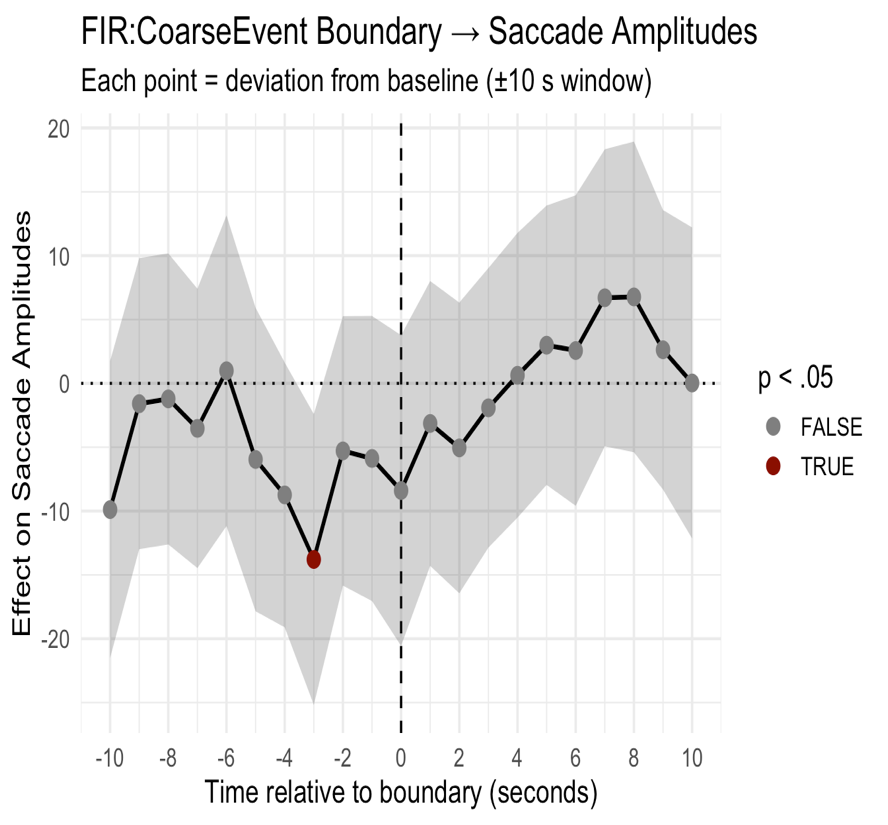 FIR:CoarseEvent Boundary → Saccade Amplitudes
Each point = deviation from baseline (±10 s window)
Effect on Saccade Amplitudes
20
10
0
-10
-20
-10 -8 -6 -4 -2 0 2 4 6 8 10
Time relative to boundary (seconds)
p < .05
FALSE
TRUE